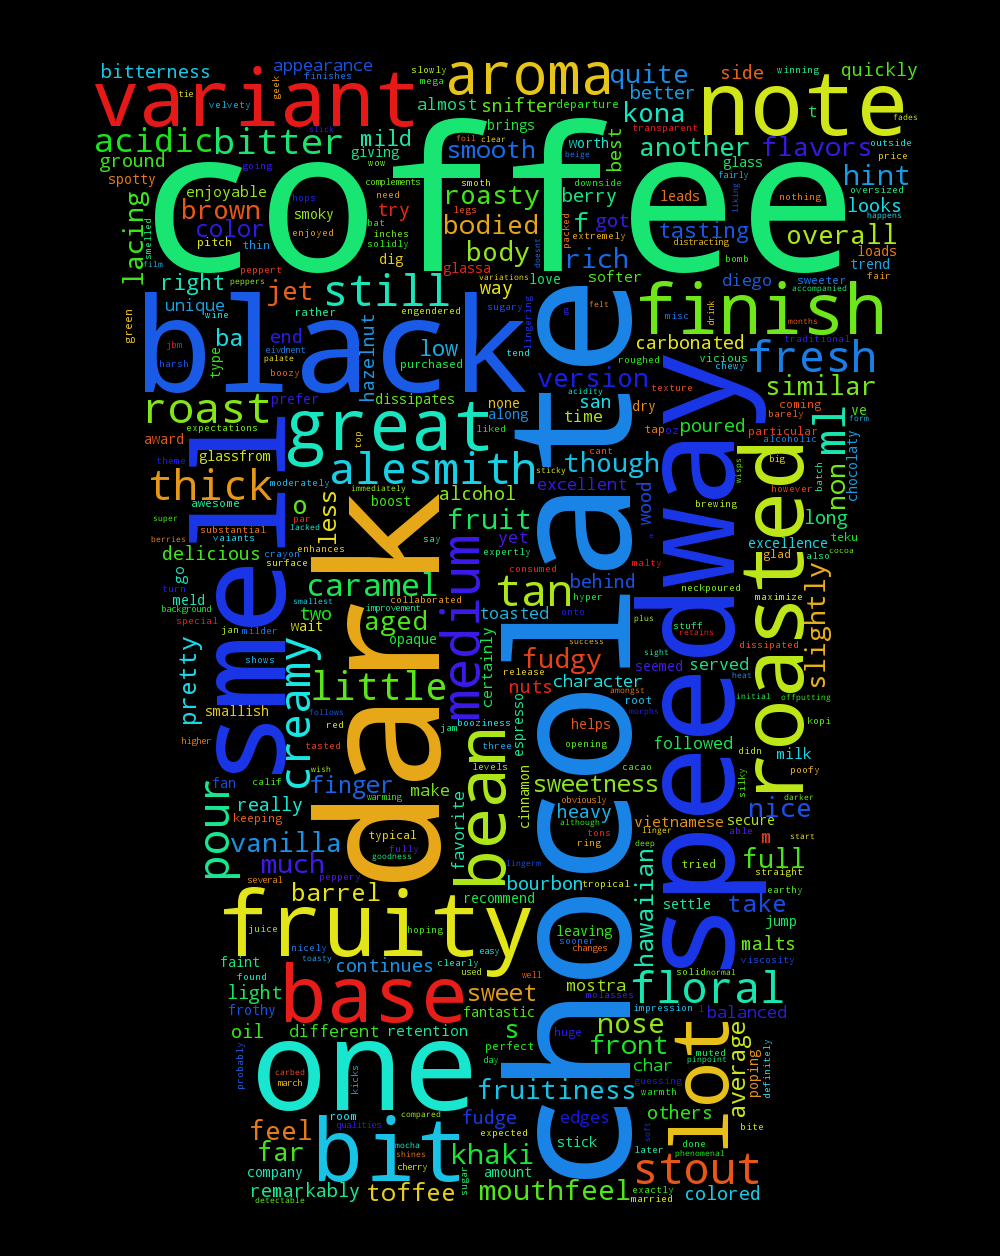 appearance
bitterness
finishes
slowly
mega
aroma
quite
side
winning
quickly
variant
tie
velvety
geek
almost
snifter
departure
better
kona
note
t
fades
transparent
acidic
bitter
slick
mild
giving
brings
foil
clear
smooth
worth
beige
best
another
flavors
outside
price
ground
spotty
going
wow
coffee
glass
fairly
hint
oversized
enjoyable
hops
smoky
complements
need
try
bat
smoth
roasty
legs
downside
berry
leads
liking
nothing
looks
happens
brown
color
pitch
thin
enjoyed
inches
solidly
dig
bodied
body
packed
f
got
extremely
tasting
distracting
overall
loads
lacing
smelled
film
peppert
peppers
glassa
doesnt
rich
softer
bomb
trend
fair
right
jet
still
way
variations
love
diego
sweeter
accompanied
unique
wine
rather
engendered
sugary
lingering
g
felt
finish
misc
drink
months
green
blacke
ba
end
hazelnut
low
tend
carbonated
traditional
jbm
harsh
type
eividnent
palate
boozy
purchased
roughed
vicious
chewy
fresh
version
acidity
texture
similar
roast
prefer
dissipates
none
along
san
time
dry
coming
barely
ve
form
expectations
great
liked
tap
oz
poured
particular
alcoholic
ml
award
theme
glassfrom
top
cant
moderately
alesmith
sticky
though
wisps
big
however
batch
non
chocolaty
thick
immediately
boost
alcohol
excellent
wood
brewing
super
awesome
o
less
par
lacked
fruit
yet
say
expertly
e
long
teku
berries
substantial
vaiants
delicious
crayon
enhances
surface
medium
malty
excellence
glad
also
cocoa
turn
go
meld
smell
dark
caramel
consumed
tan
behind
hyper
neckpoured
maximize
slightly
background
special
smallest
two
collaborated
improvement
aged
toasted
onto
plus
stuff
retains
roasted
speedway
jan
milder
wait
opaque
certainly
success
sight
dissipated
pretty
shows
creamy
fudgy
release
seemed
served
little
nuts
character
amongst
root
heat
initial
offputting
smallish
follows
red
jam
booziness
espresso
helps
morphs
kopi
higher
tasted
three
opening
followed
didn
milk
wish
levels
cacao
silky
poofy
fan
calif
finger
warming
make
bean
sweetness
darker
pour
really
keeping
typical
favorite
cinnamon
obviously
although
heavy
linger
vietnamese
able
secure
nice
start
vanilla
fully
goodness
tons
ring
deep
m
much
lingerm
tried
full
straight
several
peppery
barrel
bourbon
tropical
earthy
recommend
hawaiian
settle
take
jump
fruity
juice
hoping
leaving
sooner
changes
malts
nicely
toasty
easy
faint
found
continues
clearly
used
well
chocolate
mostra
solid
normal
viscosity
light
frothy
base
sweet
fantastic
molasses
floral
impression
l
balanced
oil
different
retention
s
huge
nose
front
muted
pinpoint
probably
perfect
day
char
lot
average
poping
definitely
carbed
march
one
kicks
guessing
warmth
fruitiness
compared
room
qualities
fudge
edges
others
feel
bit
expected
soft
bite
far
mocha
shines
cherry
khaki
stick
later
done
phenomenal
company
amount
stout
remarkably
toffee
sugar
mouthfeel
exactly
married
colored
detectable